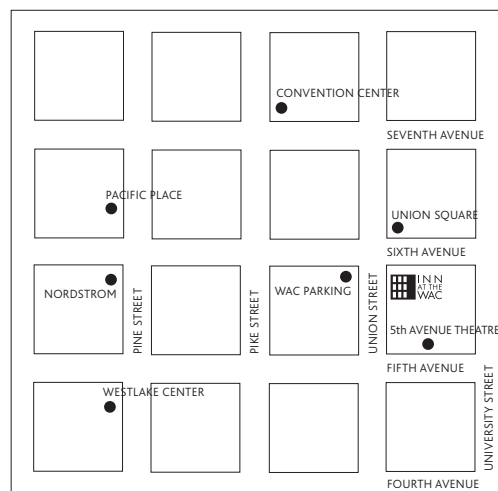 CONVENTION CENTER
SEVENTH AVENUE
PACIFIC PLACE
UNION SQUARE
SIXTH AVENUE
NORDSTROM
PINE STREET
PIKE STREET
WAC PARKING
UNION STREET
INN
AT THE
WAC
5th AVENUE THEATRE
FIFTH AVENUE
WESTLAKE CENTER
UNIVERSITY STREET
FOURTH AVENUE